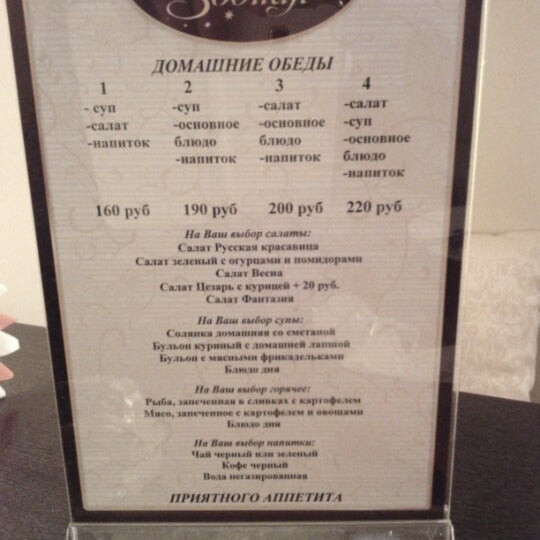 Зодиак
ДОМАШНИЕ ОБЕДЫ
1 2 3 4
- суп -суп -салат -салат
-салат -основное -основное -суп
-напиток блюдо блюдо -основное
-напиток -напиток блюдо
-напиток
160 руб 190 руб 200 руб 220 руб
На Ваш выбор салаты:
Салат Русская красавица
Салат зеленый с огурцами и помидорами
Салат Весна
Салат Цезарь с курицей + 20 руб.
Салат Фантазия
На Ваш выбор супы:
Солянка домашняя со сметаной
Бульон куриный с домашней лапшой
Бульон с мясными фрикадельками
Блюдо дня
На Ваш выбор горячее:
Рыба, запеченная в сливках с картофелем
Мясо, запеченное с картофелем и овощами
Блюдо дня
На Ваш выбор напитки:
Чай черный или зеленый
Кофе черный
Вода негазированная
ПРИЯТНОГО АППЕТИТА